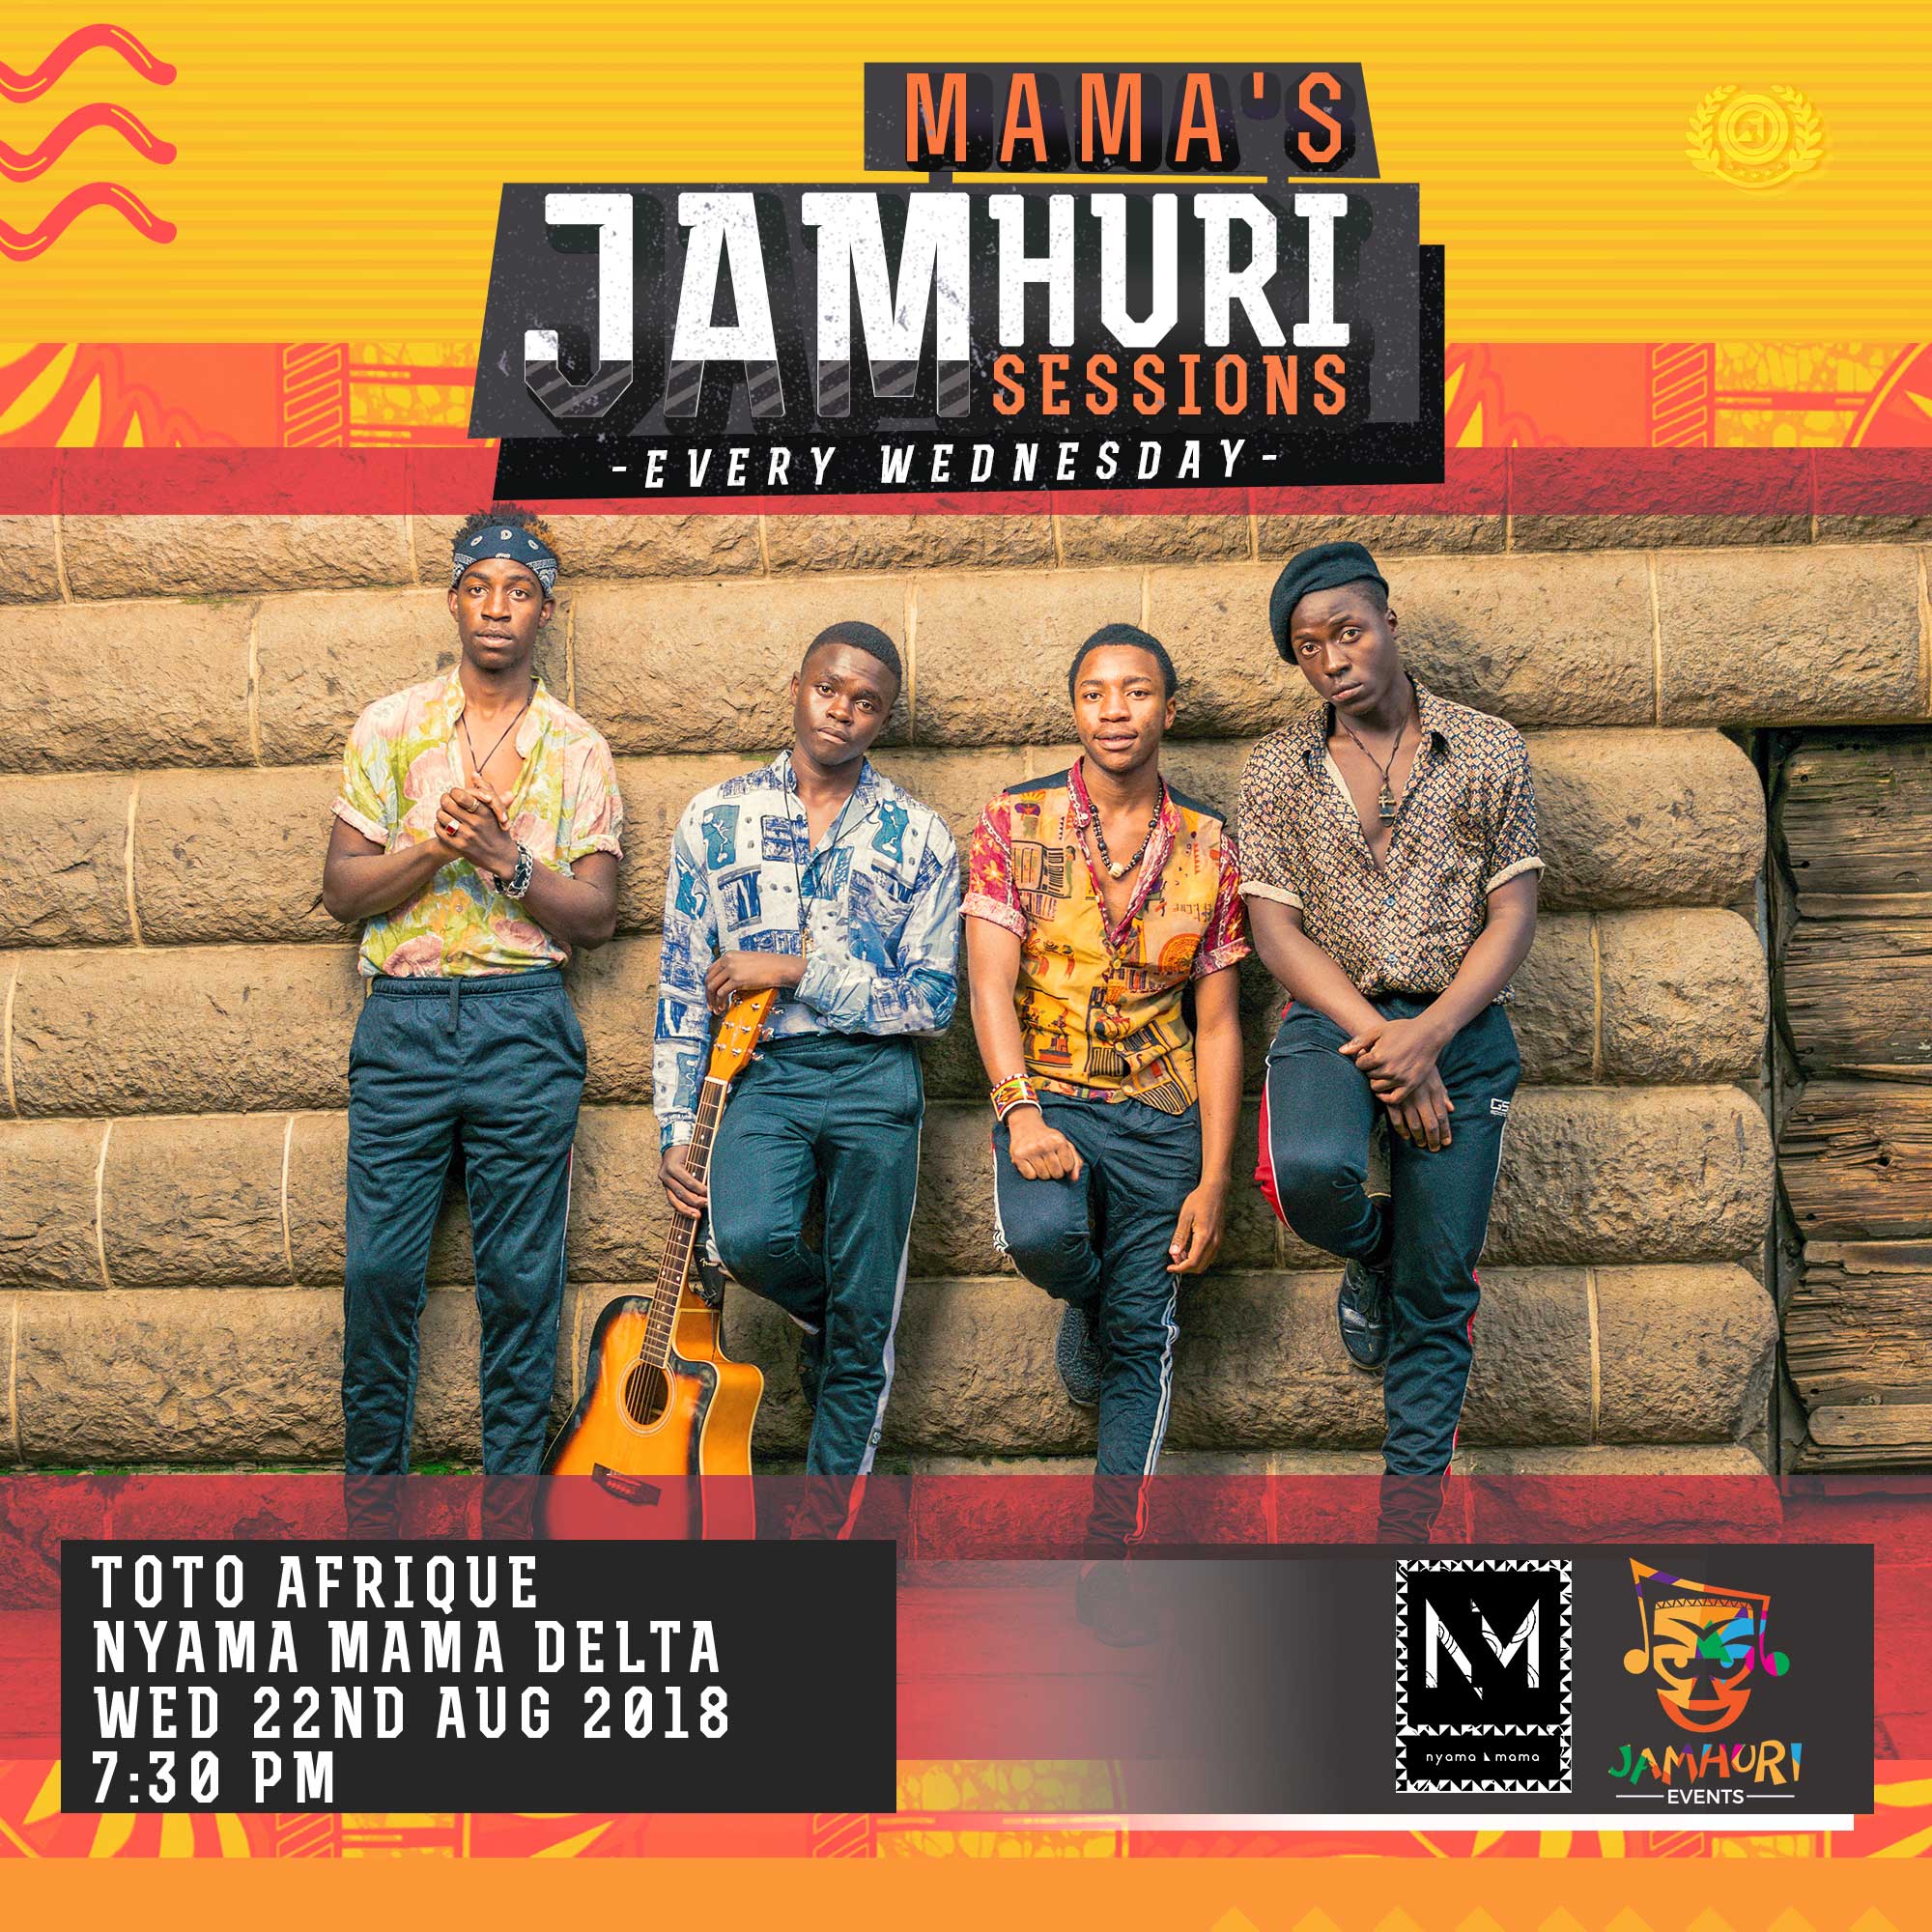 MAMA'S
JAMHURI
SESSIONS
-EVERY WEDNESDAY-
TOTO AFRIQUE
NYAMA MAMA DELTA
WED 22ND AUG 2018
7:30 PM
NM
nyama mama
JAMHURI
EVENTS